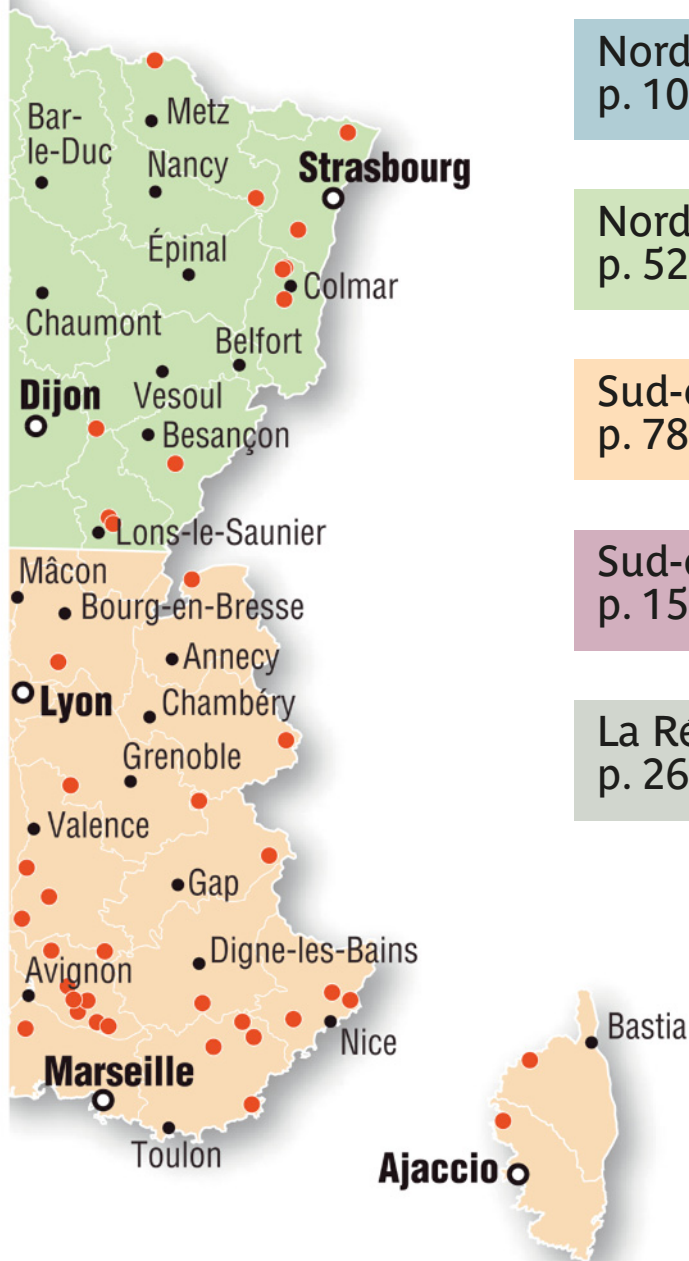 Metz
Bar-
le-Duc
Nancy
Strasbourg
Épinal
Colmar
Chaumont
Belfort
Dijon
Vesoul
Besançon
Lons-le-Saunier
Mâcon
Bourg-en-Bresse
Annecy
Lyon
Chambéry
Grenoble
Valence
Gap
Digne-les-Bains
Avignon
Nice
Marseille
Toulon
Bastia
Ajaccio
Nord
p. 10
Nord
p. 52
Sud-
p. 78
Sud-
p. 15
La
p. 26